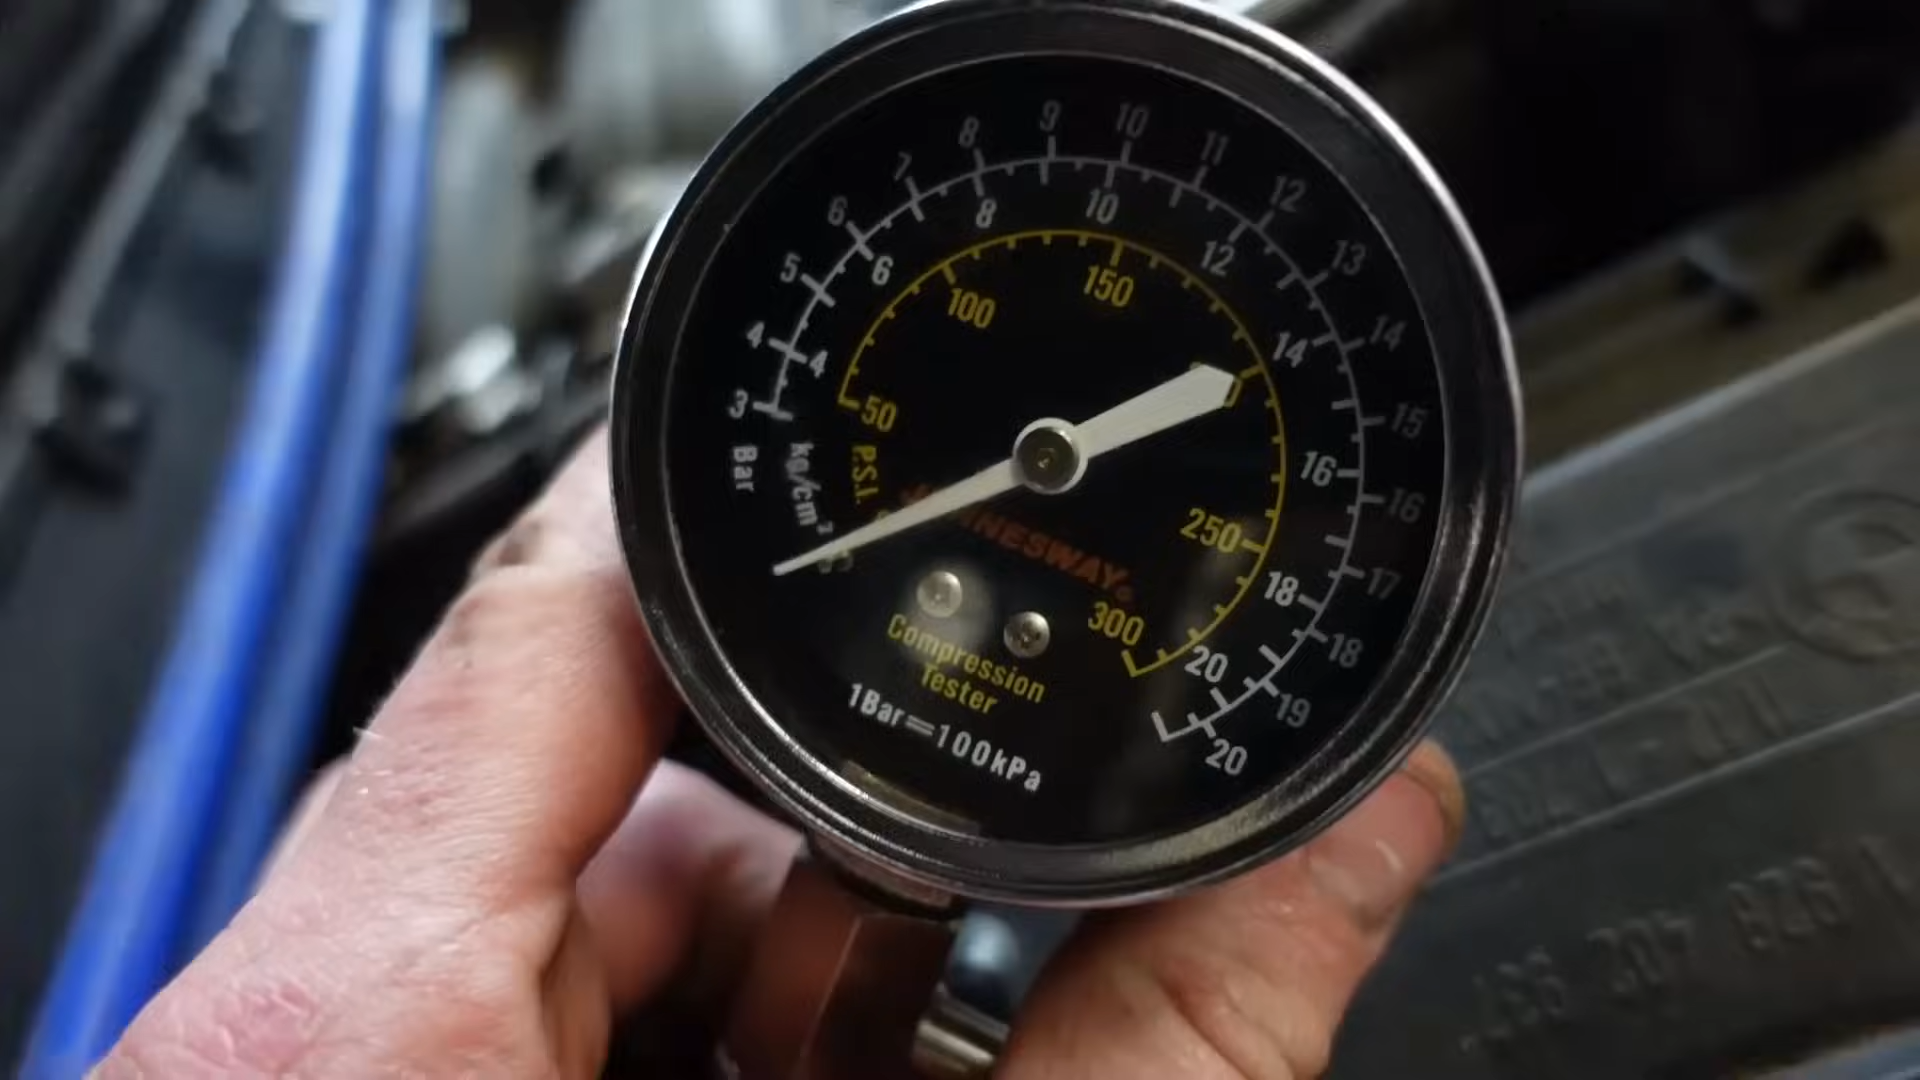 3 4 5 6 7 8 9 10 11 12 13 14 15 16 17 18 19 20
Bar
4 6 8 10 12 14 16 18 20
kg/cm²
50 100 150 250 300
P.S.I.
Compression
Tester
1Bar=100kPa